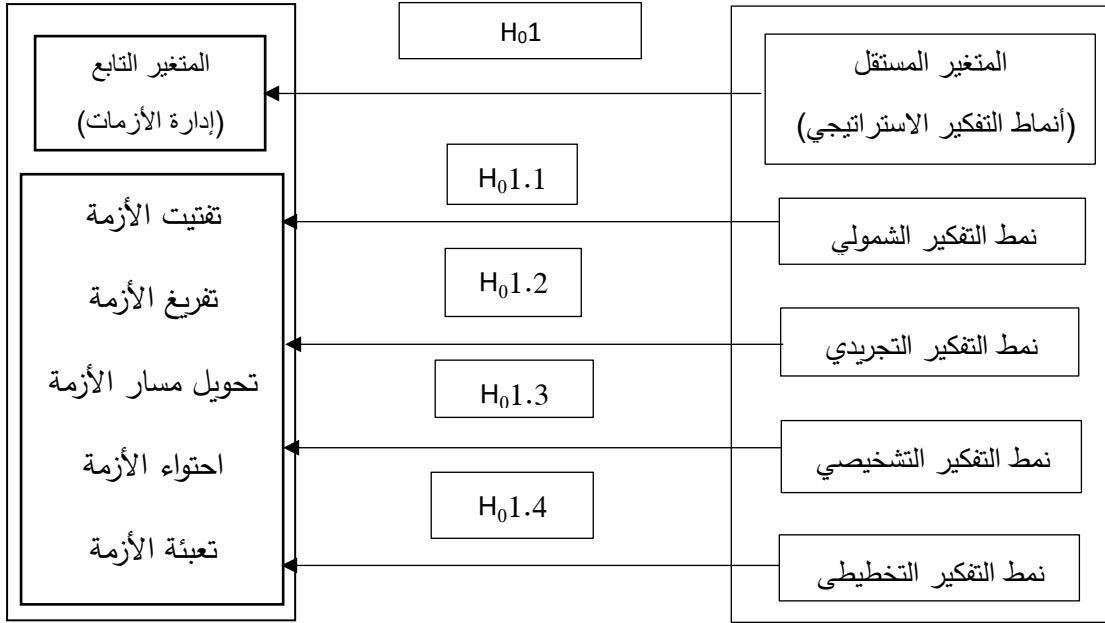 المتغير المستقل
(أنماط التفكير الاستراتيجي)
H₀1
المتغير التابع
(إدارة الأزمات)
نمط التفكير الشمولي
H₀1.1
نمط التفكير التجريدي
H₀1.2
نمط التفكير التشخيصي
H₀1.3
نمط التفكير التخطيطي
H₀1.4
تفتيت الأزمة
تفريغ الأزمة
تحويل مسار الأزمة
احتواء الأزمة
تعبئة الأزمة